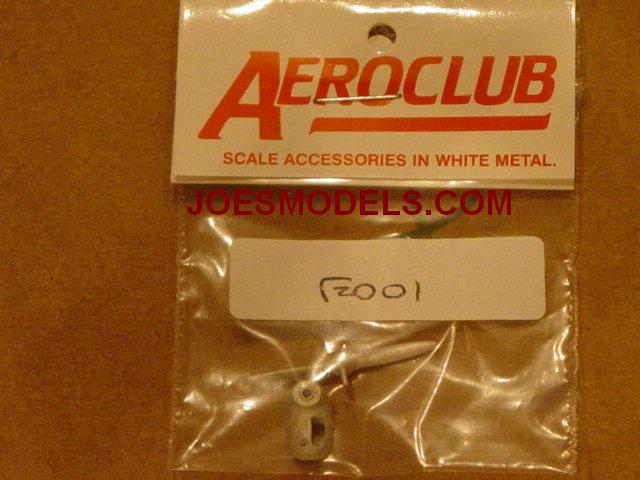 AEROCLUB
SCALE ACCESSORIES IN WHITE METAL.
JOESMODELS.COM
F001